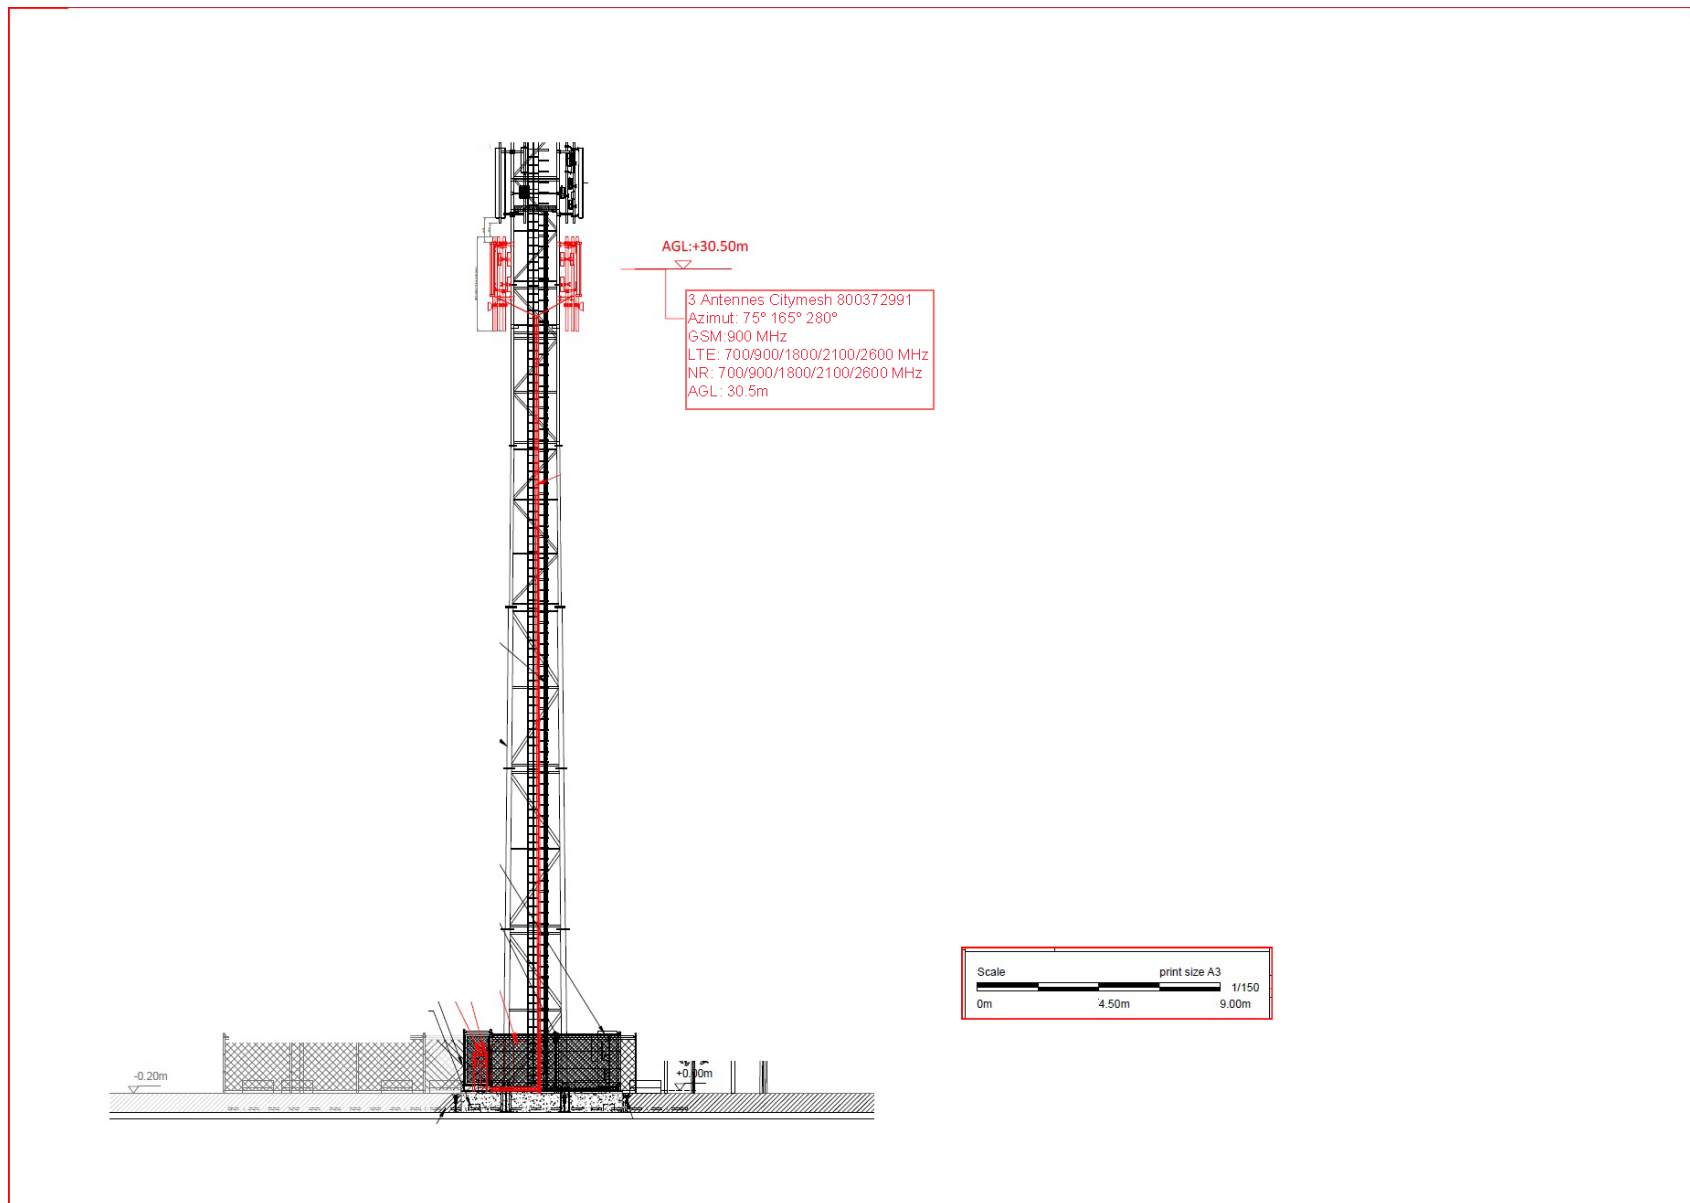 AGL:+30.50m
3 Antennes Citymesh 800372991
Azimut: 75° 165° 280°
GSM:900 MHz
LTE: 700/900/1800/2100/2600 MHz
NR: 700/900/1800/2100/2600 MHz
AGL: 30.5m
Scale print size A3
1/150
0m 4.50m 9.00m
-0.20m
+0.00m